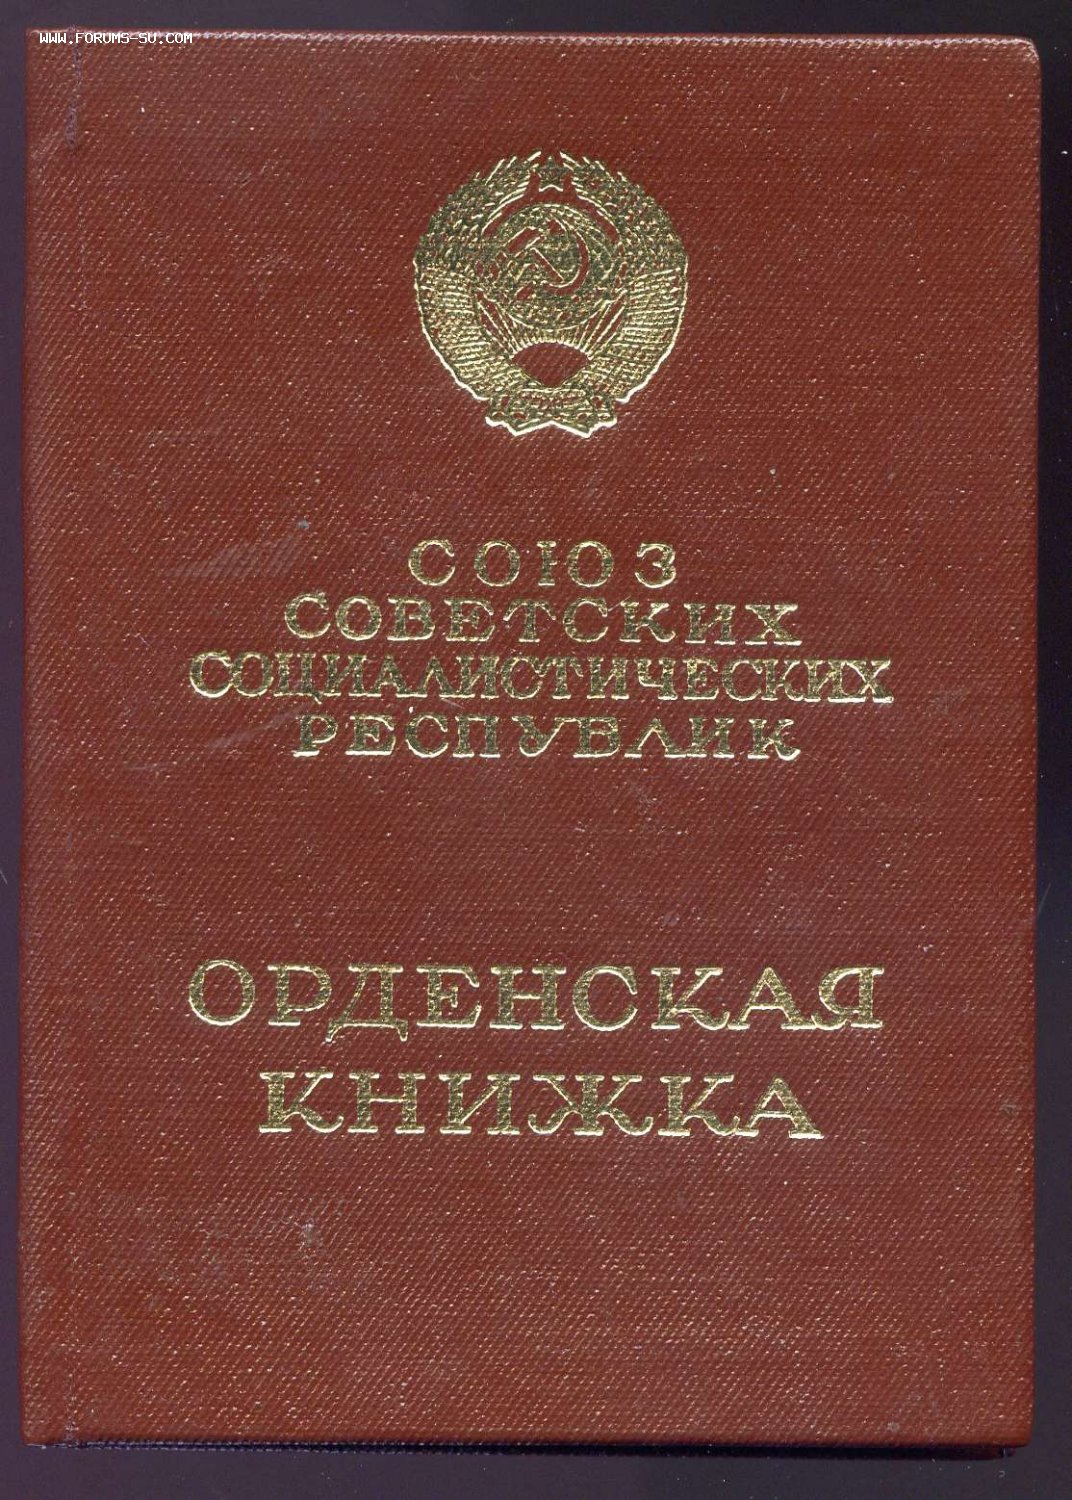 WWW.FORUMS-SU.COM
СОЮЗ
СОВЕТСКИХ
СОЦИАЛИСТИЧЕСКИХ
РЕСПУБЛИК
ОРДЕНСКАЯ
КНИЖКА